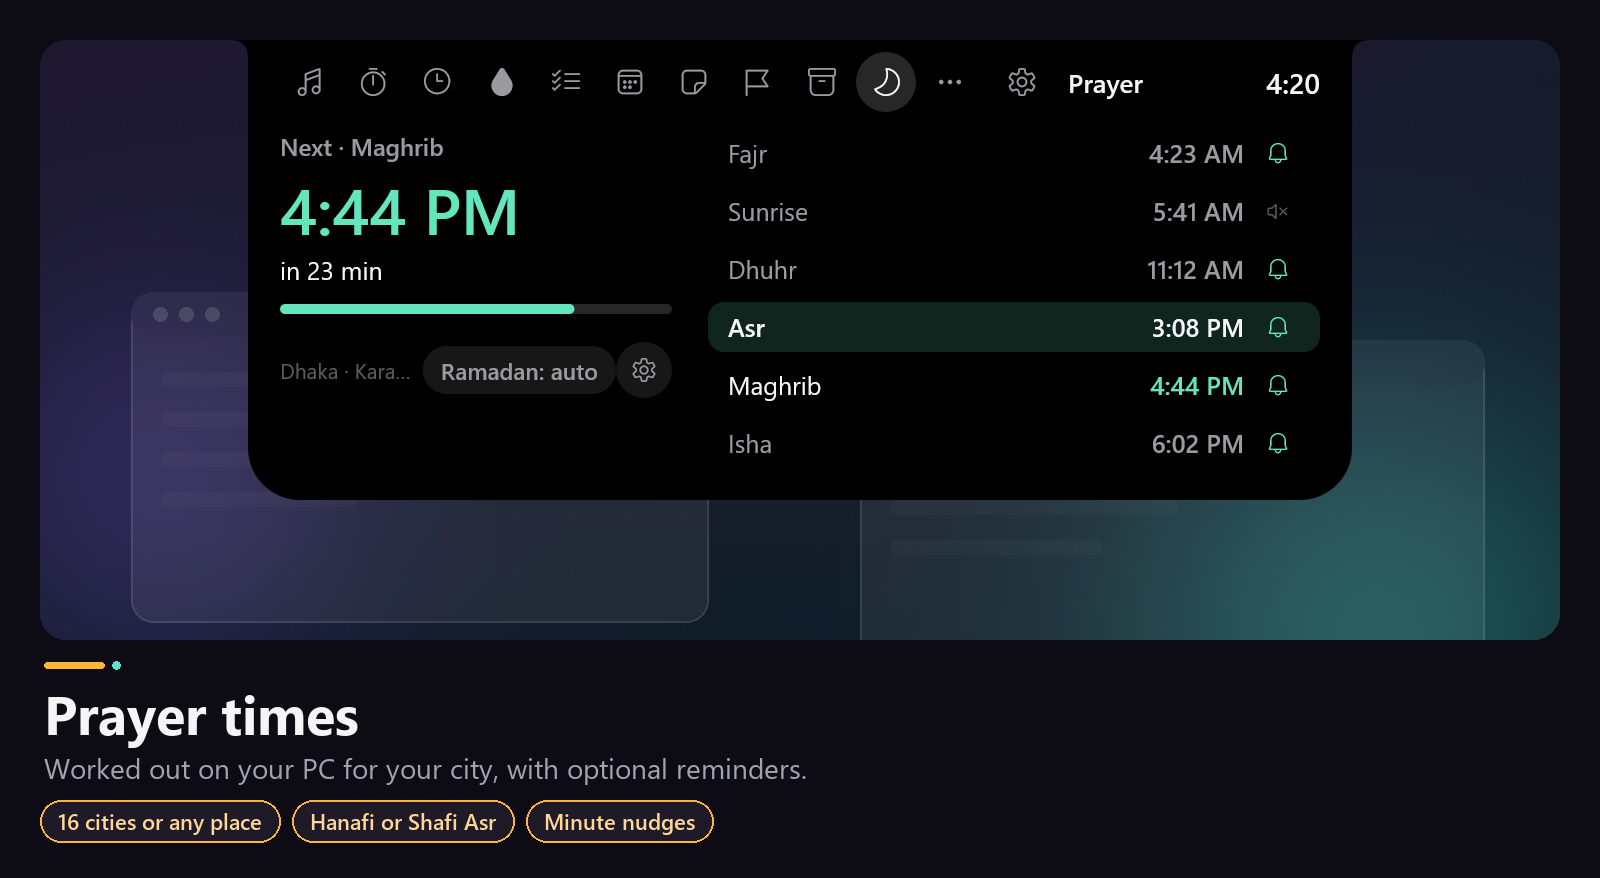 Prayer 4:20
Next · Maghrib
4:44 PM
in 23 min
Dhaka · Kara... Ramadan: auto
Fajr 4:23 AM
Sunrise 5:41 AM
Dhuhr 11:12 AM
Asr 3:08 PM
Maghrib 4:44 PM
Isha 6:02 PM
Prayer times
Worked out on your PC for your city, with optional reminders.
16 cities or any place Hanafi or Shafi Asr Minute nudges